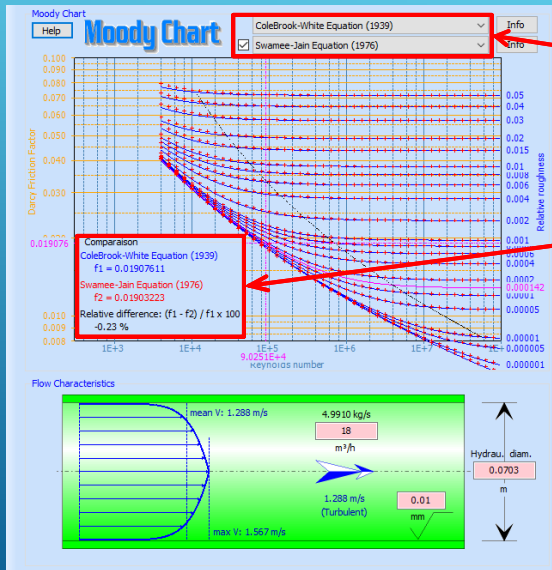 Moody Chart
Help
Moody Chart
ColeBrook-White Equation (1939)
Info
Swamee-Jain Equation (1976)
Info
0.100
0.090
0.080
0.070
0.060
0.050
0.040
0.030
0.010
0.009
0.008
Darcy Friction Factor
0.019076
0.05
0.04
0.03
0.02
0.015
0.01
0.008
0.006
0.004
0.002
0.001
0.0006
0.0004
0.0002
0.000142
0.0001
0.00005
0.00001
0.000005
0.000001
Relative roughness
Comparaison
ColeBrook-White Equation (1939)
f1 = 0.01907611
Swamee-Jain Equation (1976)
f2 = 0.01903223
Relative difference: (f1 - f2) / f1 x 100
-0.23 %
1E+3
1E+4
1E+5
1E+6
1E+7
9.0251E+4
Reynolds number
Flow Characteristics
mean V: 1.288 m/s
4.9910 kg/s
18
m³/h
Hydrau. diam.
0.0703
m
1.288 m/s
(Turbulent)
0.01
mm
max V: 1.567 m/s